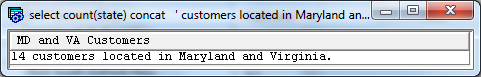 select count(state) concat ' customers located in Maryland an...
MD and VA Customers
14 customers located in Maryland and Virginia.